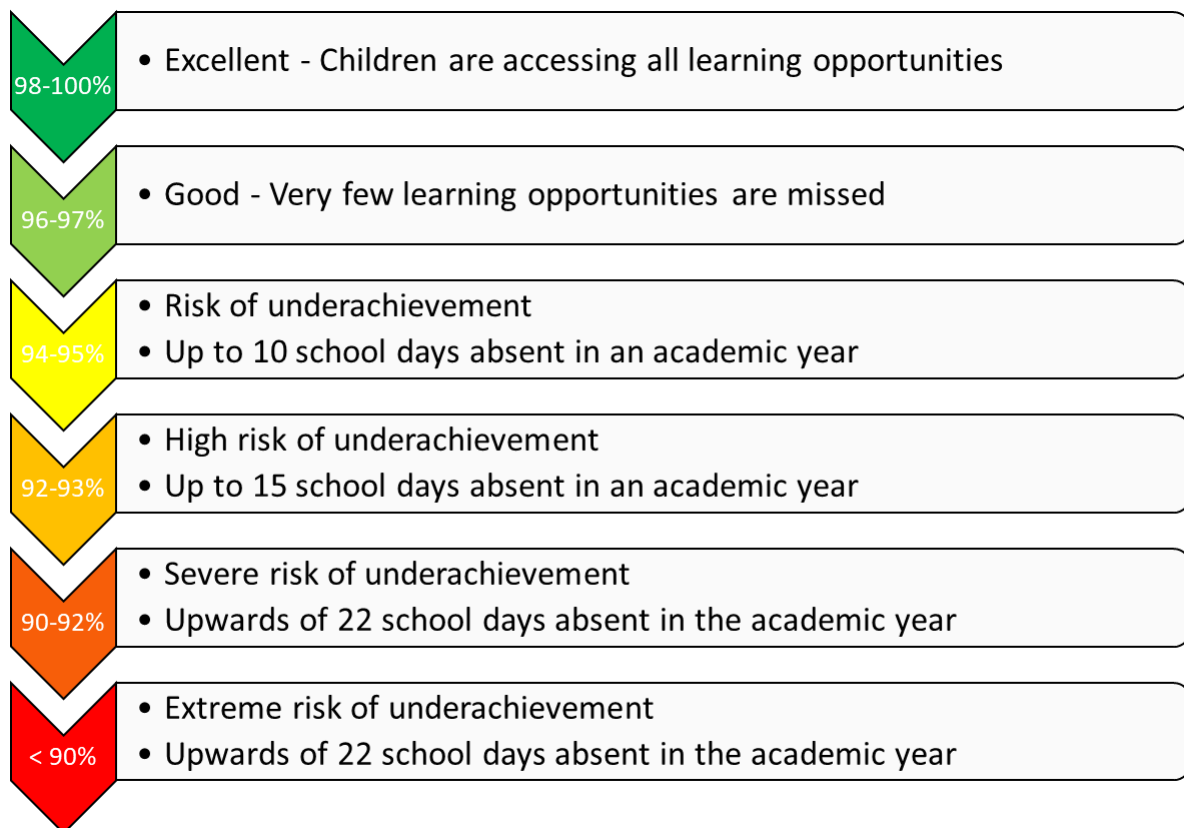 98-100%
• Excellent - Children are accessing all learning opportunities
96-97%
• Good - Very few learning opportunities are missed
94-95%
• Risk of underachievement
• Up to 10 school days absent in an academic year
92-93%
• High risk of underachievement
• Up to 15 school days absent in an academic year
90-92%
• Severe risk of underachievement
• Upwards of 22 school days absent in the academic year
< 90%
• Extreme risk of underachievement
• Upwards of 22 school days absent in the academic year